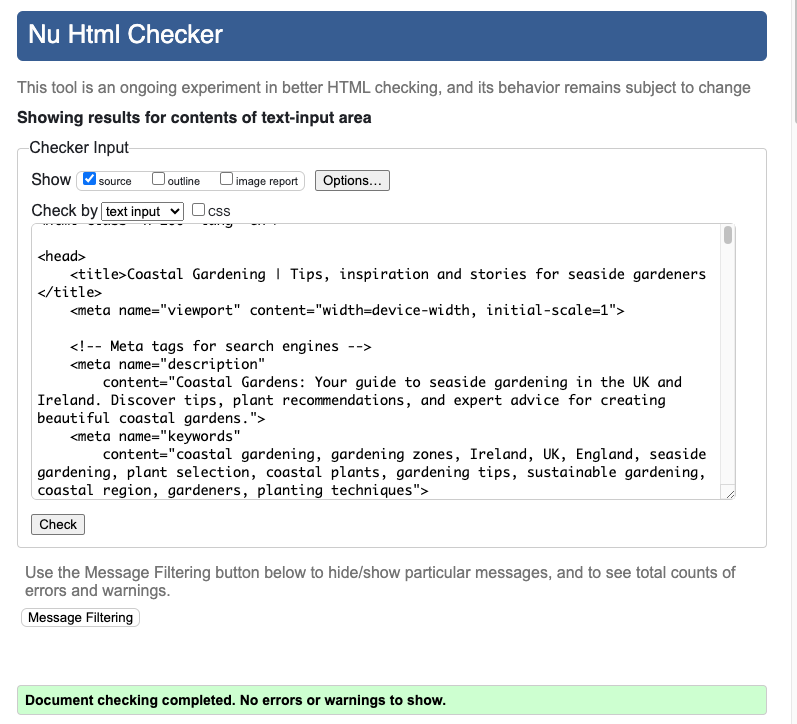 Nu Html Checker
This tool is an ongoing experiment in better HTML checking, and its behavior remains subject to change
Showing results for contents of text-input area
Checker Input
Show source outline image report Options...
Check by text input CSS
<head>
<title>Coastal Gardening | Tips, inspiration and stories for seaside gardeners
</title>
<meta name="viewport" content="width=device-width, initial-scale=1">
<!-- Meta tags for search engines -->
<meta name="description"
content="Coastal Gardens: Your guide to seaside gardening in the UK and
Ireland. Discover tips, plant recommendations, and expert advice for creating
beautiful coastal gardens.">
<meta name="keywords"
content="coastal gardening, gardening zones, Ireland, UK, England, seaside
gardening, plant selection, coastal plants, gardening tips, sustainable gardening,
coastal region, gardeners, planting techniques">
Check
Use the Message Filtering button below to hide/show particular messages, and to see total counts of
errors and warnings.
Message Filtering
Document checking completed. No errors or warnings to show.